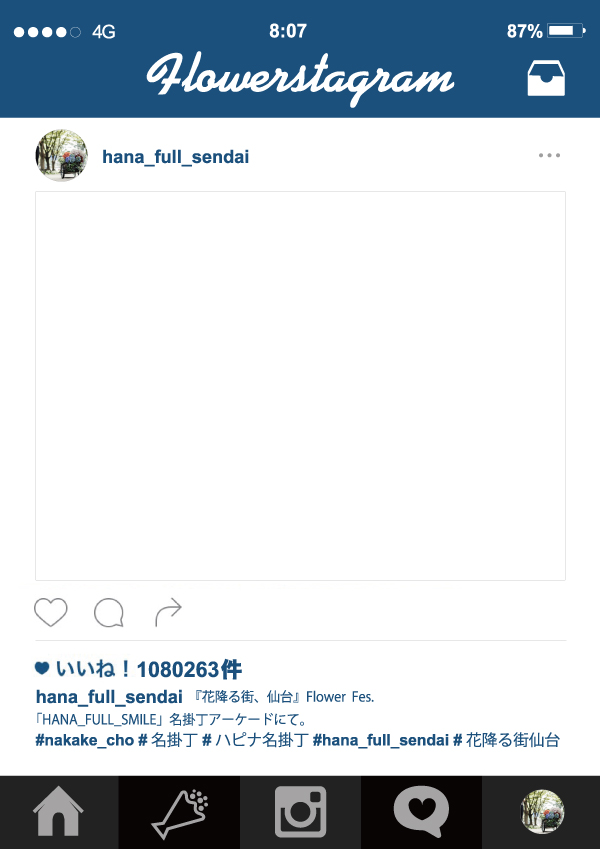 4G 8:07 87%
Flowerstagram
hana_full_sendai
いいね！1080263件
hana_full_sendai 『花降る街、仙台』Flower Fes.
「HANA_FULL_SMILE」名掛丁アーケードにて。
#nakake_cho # 名掛丁 # ハピナ名掛丁 #hana_full_sendai # 花降る街仙台